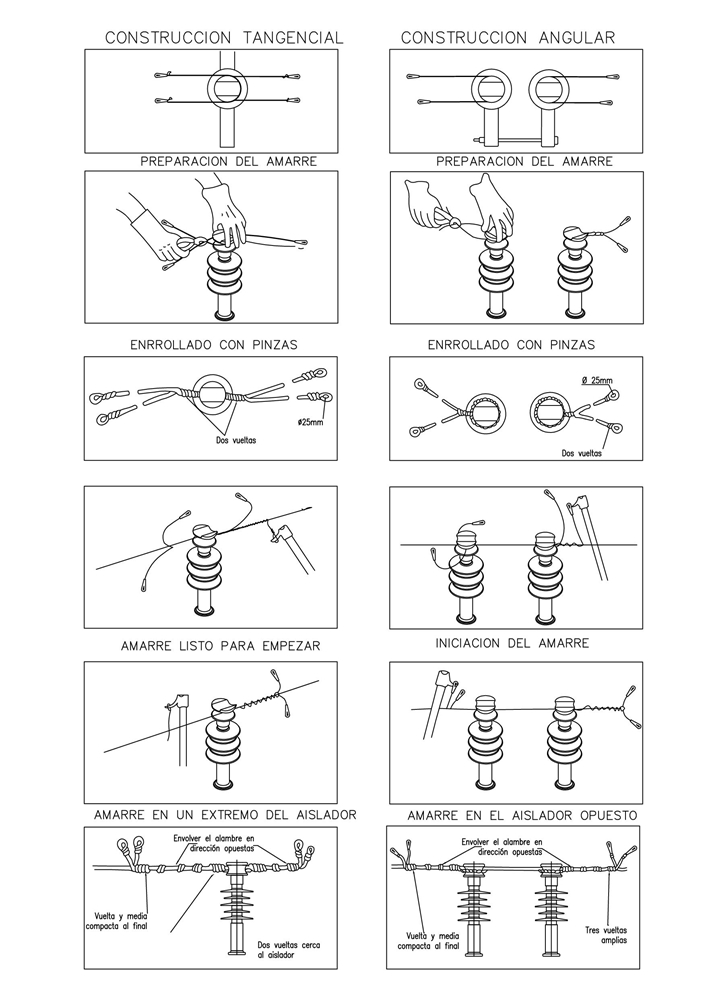 CONSTRUCCION TANGENCIAL
CONSTRUCCION ANGULAR
PREPARACION DEL AMARRE
PREPARACION DEL AMARRE
ENRROLLADO CON PINZAS
ENRROLLADO CON PINZAS
ø25mm
Dos vueltas
Ø 25mm
Dos vueltas
AMARRE LISTO PARA EMPEZAR
INICIACION DEL AMARRE
AMARRE EN UN EXTREMO DEL AISLADOR
AMARRE EN EL AISLADOR OPUESTO
Envolver el alambre en
dirección opuestas
Vuelta y media
compacta al final
Dos vueltas cerca
al aislador
Envolver el alambre en
dirección opuestas
Vuelta y media
compacta al final
Tres vueltas
amplias